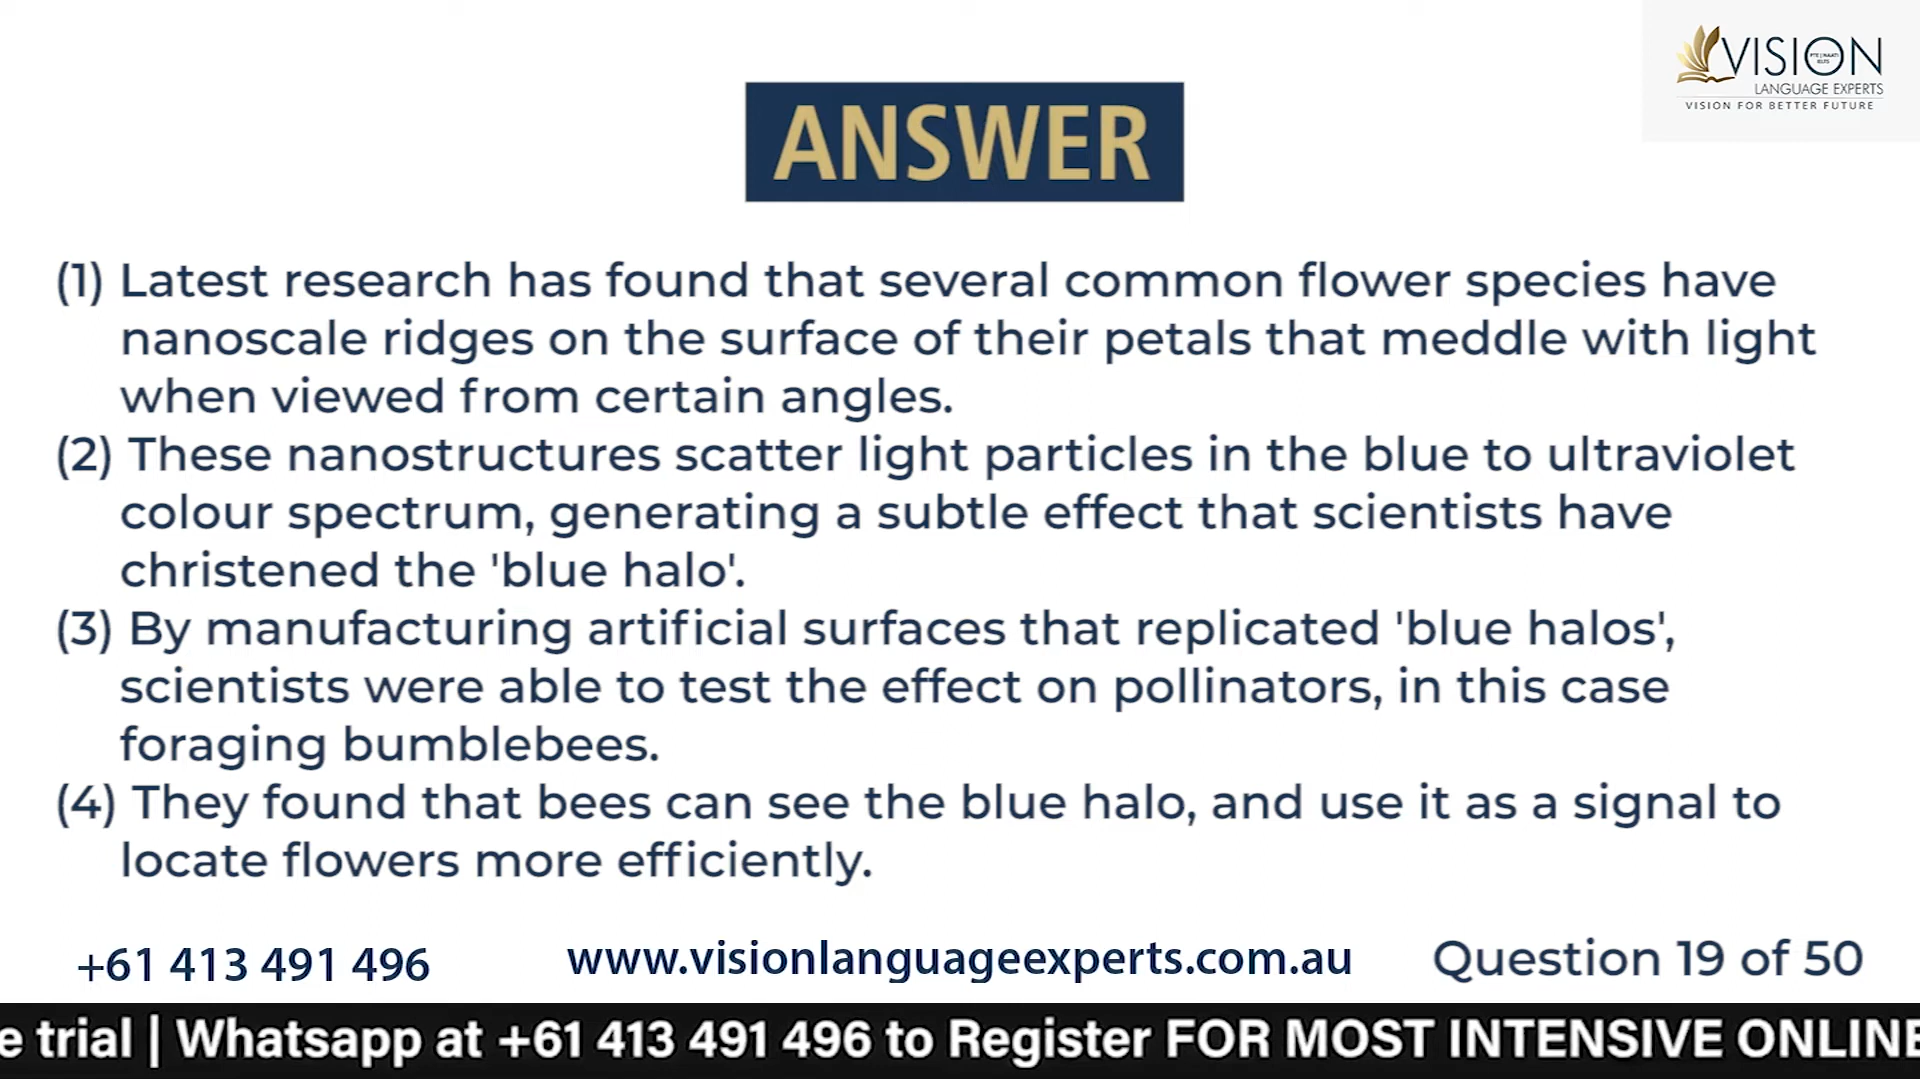 VISION
LANGUAGE EXPERTS
VISION FOR BETTER FUTURE
ANSWER
(1) Latest research has found that several common flower species have
nanoscale ridges on the surface of their petals that meddle with light
when viewed from certain angles.
(2) These nanostructures scatter light particles in the blue to ultraviolet
colour spectrum, generating a subtle effect that scientists have
christened the 'blue halo'.
(3) By manufacturing artificial surfaces that replicated 'blue halos',
scientists were able to test the effect on pollinators, in this case
foraging bumblebees.
(4) They found that bees can see the blue halo, and use it as a signal to
locate flowers more efficiently.
+61 413 491 496 www.visionlanguageexperts.com.au Question 19 of 50
e trial | Whatsapp at +61 413 491 496 to Register FOR MOST INTENSIVE ONLINE